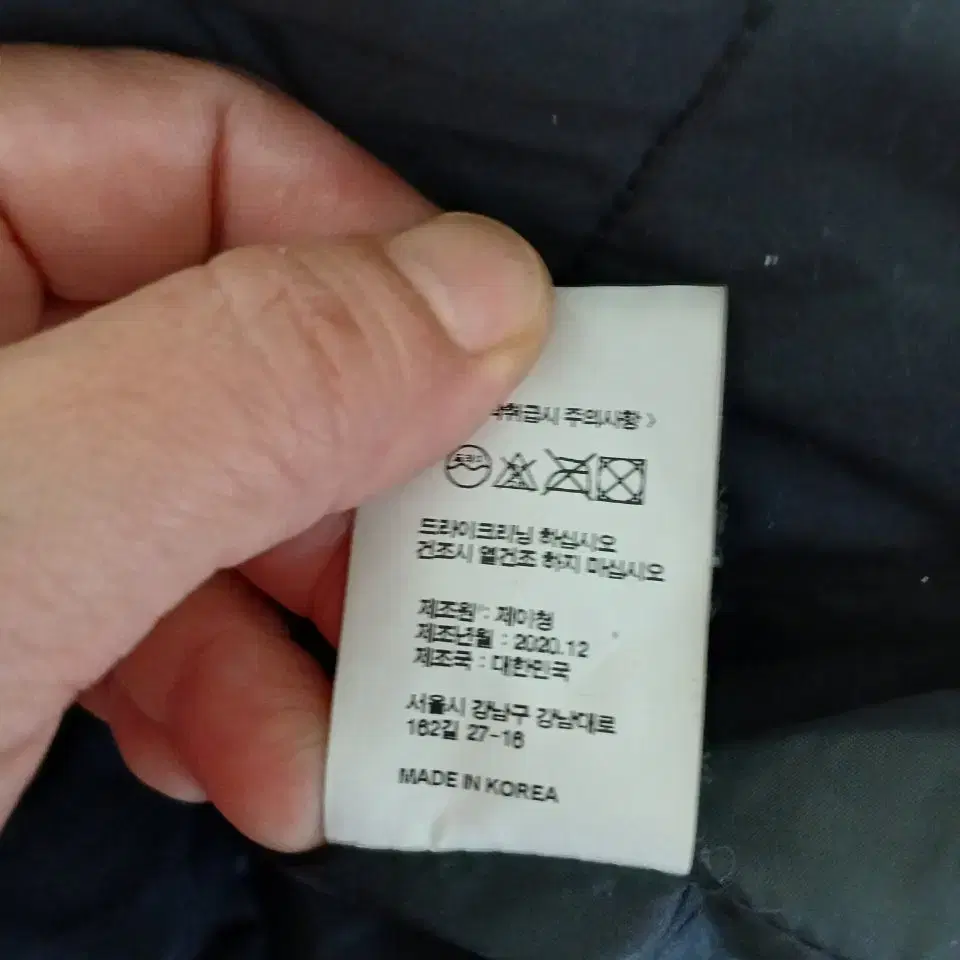 취급시 주의사항 >
드라이
드라이크리닝 하십시오
건조시 열건조 하지 마십시오
제조원 : 제이청
제조년월 : 2020.12
제조국 : 대한민국
서울시 강남구 강남대로
162길 27-16
MADE IN KOREA